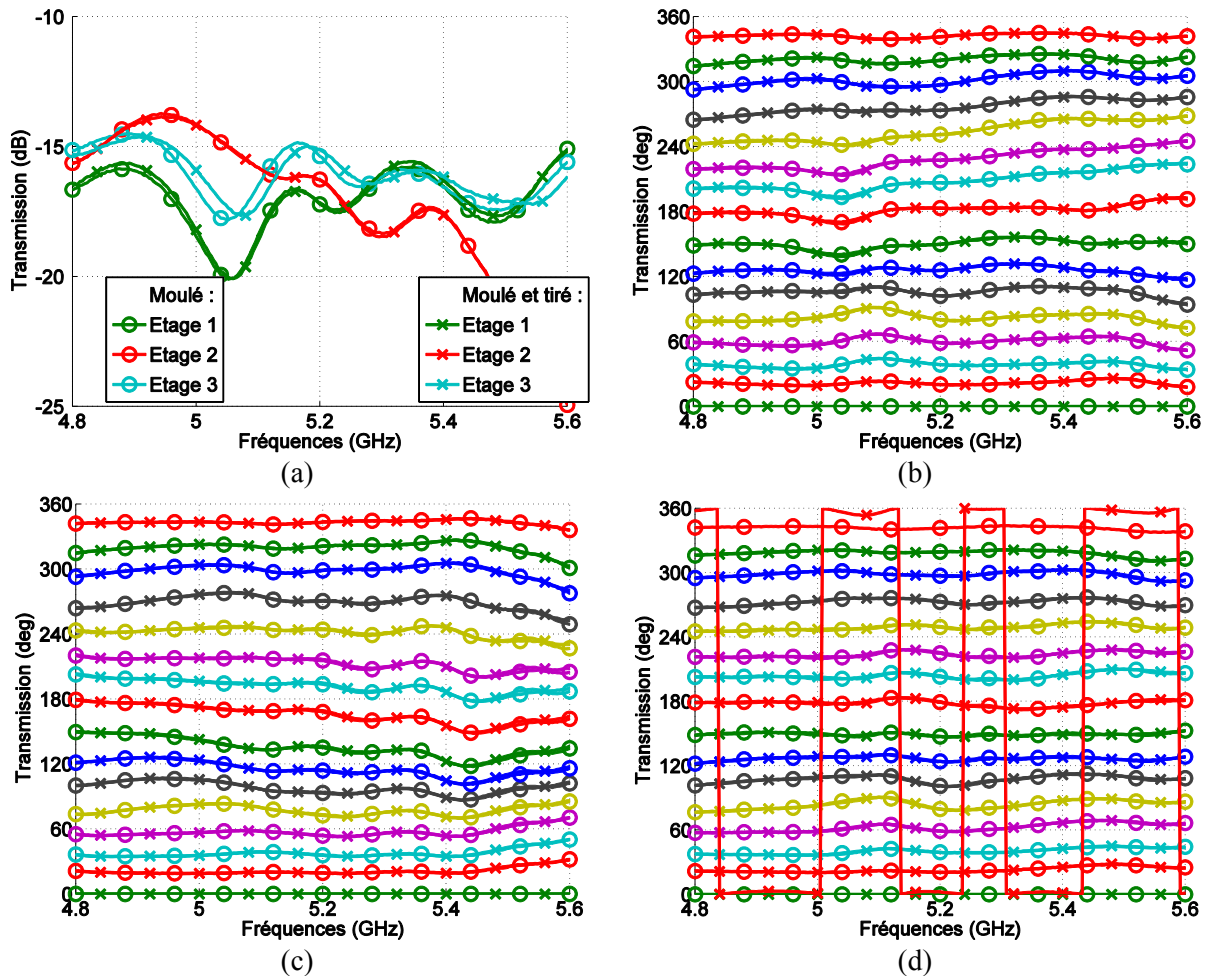 -10
-15
-20
-25
4.8
5
5.2
5.4
5.6
Transmission (dB)
Fréquences (GHz)
Moulé :
Etage 1
Etage 2
Etage 3
Moulé et tiré :
Etage 1
Etage 2
Etage 3
(a)
360
300
240
180
120
60
0
4.8
5
5.2
5.4
5.6
Transmission (deg)
Fréquences (GHz)
(b)
360
300
240
180
120
60
0
4.8
5
5.2
5.4
5.6
Transmission (deg)
Fréquences (GHz)
(c)
360
300
240
180
120
60
0
4.8
5
5.2
5.4
5.6
Transmission (deg)
Fréquences (GHz)
(d)